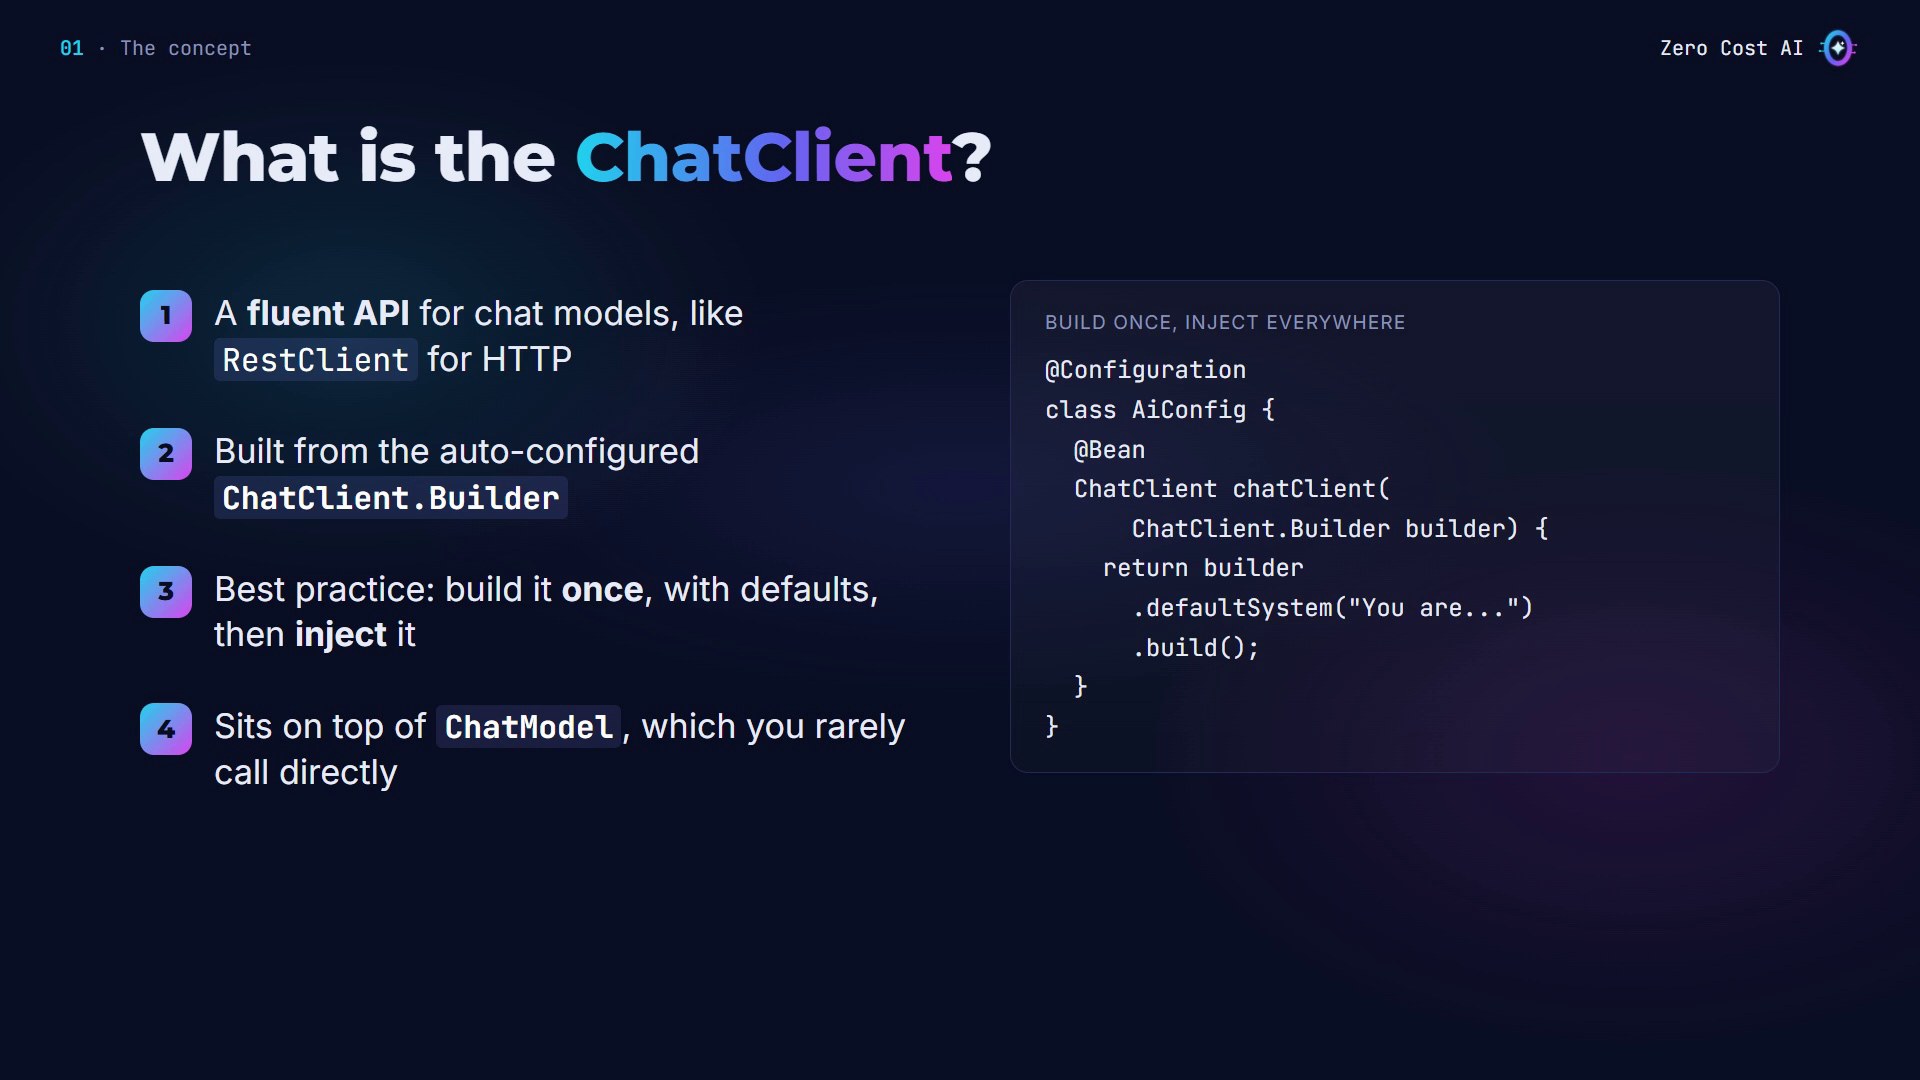 01 · The concept
Zero Cost AI
What is the ChatClient?
1
A fluent API for chat models, like
RestClient for HTTP
2
Built from the auto-configured
ChatClient.Builder
3
Best practice: build it once, with defaults,
then inject it
4
Sits on top of ChatModel, which you rarely
call directly
BUILD ONCE, INJECT EVERYWHERE
@Configuration
class AiConfig {
  @Bean
  ChatClient chatClient(
      ChatClient.Builder builder) {
    return builder
      .defaultSystem("You are...")
      .build();
  }
}